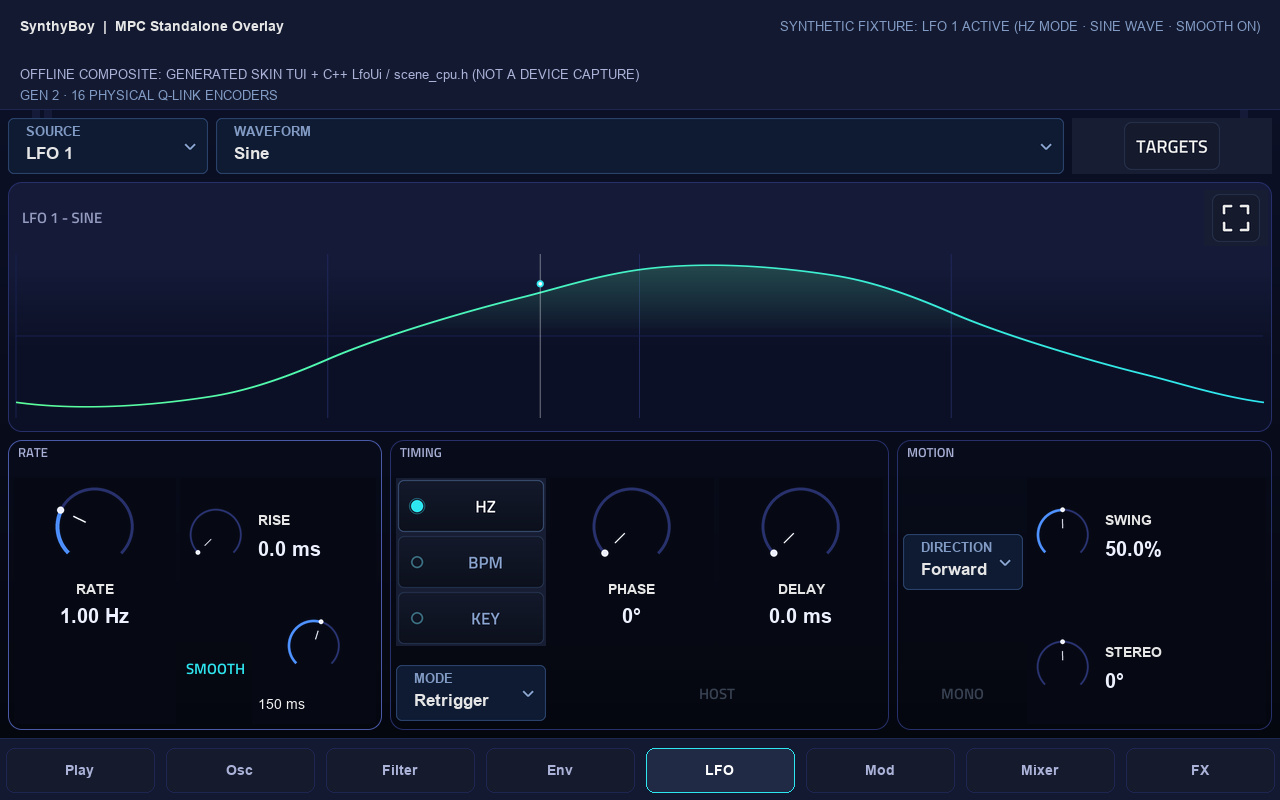 SynthyBoy | MPC Standalone Overlay
SYNTHETIC FIXTURE: LFO 1 ACTIVE (HZ MODE · SINE WAVE · SMOOTH ON)
OFFLINE COMPOSITE: GENERATED SKIN TUI + C++ LfoUi / scene_cpu.h (NOT A DEVICE CAPTURE)
GEN 2 · 16 PHYSICAL Q-LINK ENCODERS
SOURCE
LFO 1
WAVEFORM
Sine
TARGETS
LFO 1 - SINE
RATE
RATE
1.00 Hz
RISE
0.0 ms
SMOOTH
150 ms
TIMING
HZ
BPM
KEY
MODE
Retrigger
PHASE
0°
DELAY
0.0 ms
HOST
MOTION
DIRECTION
Forward
MONO
SWING
50.0%
STEREO
0°
Play
Osc
Filter
Env
LFO
Mod
Mixer
FX